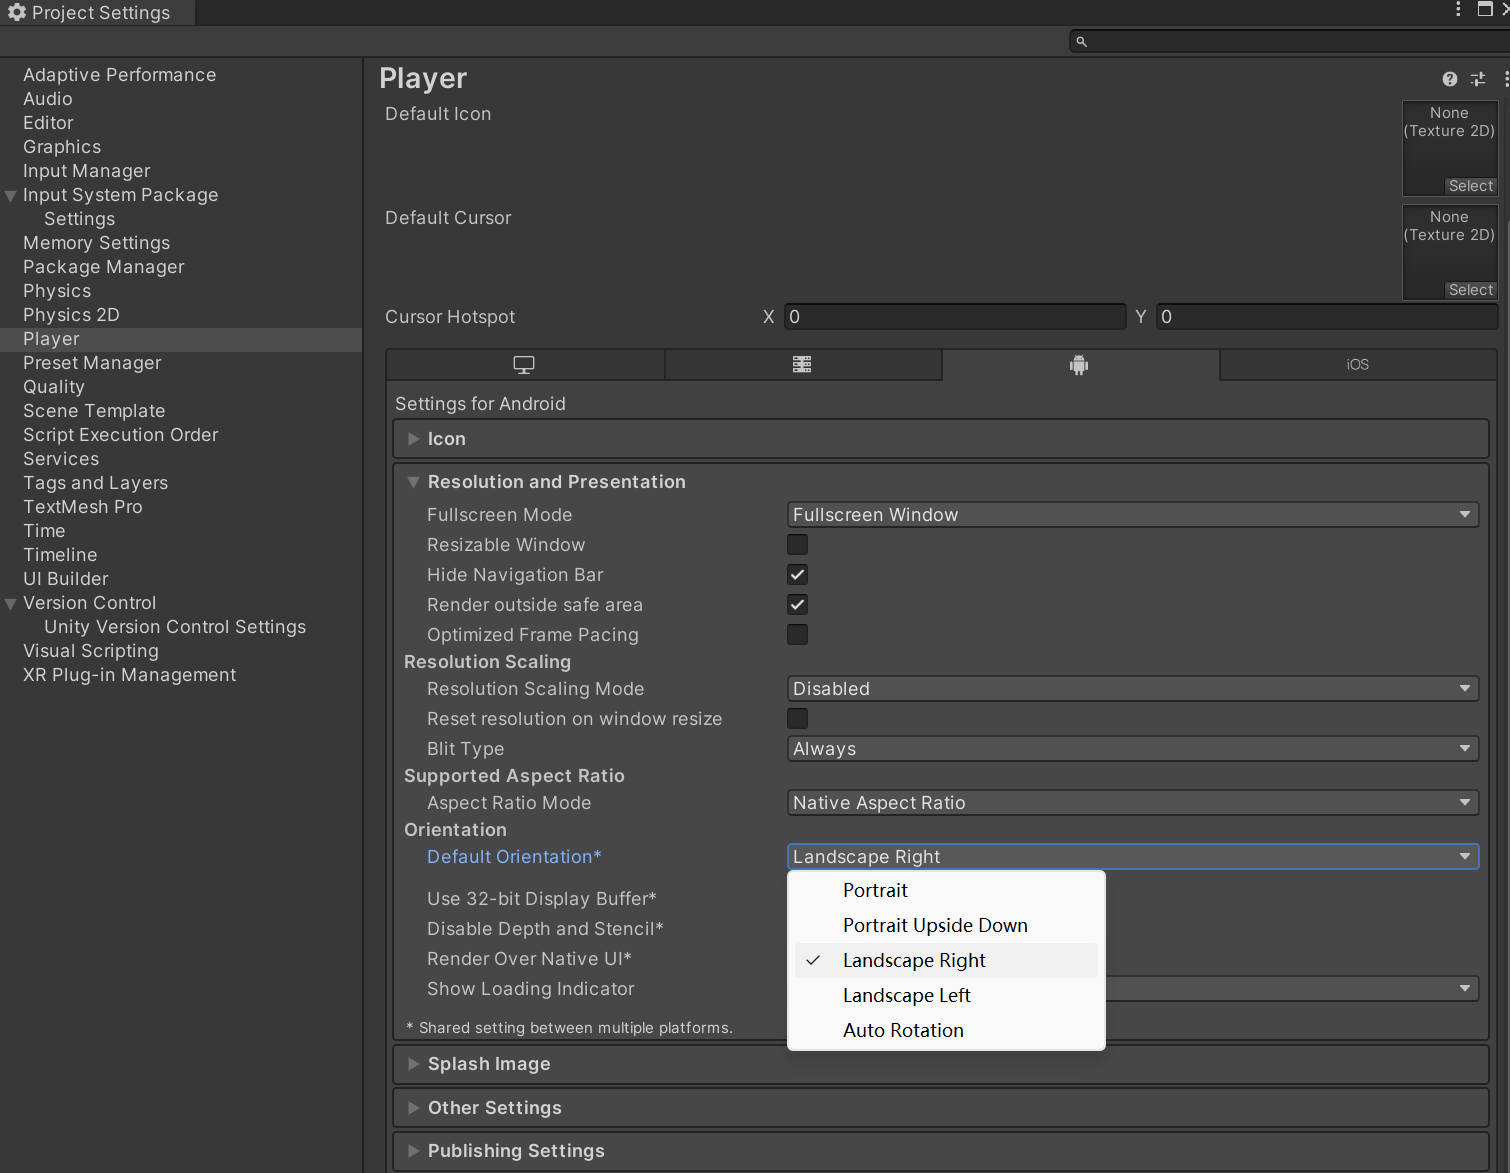 Project Settings
Adaptive Performance
Audio
Editor
Graphics
Input Manager
Input System Package
Settings
Memory Settings
Package Manager
Physics
Physics 2D
Player
Preset Manager
Quality
Scene Template
Script Execution Order
Services
Tags and Layers
TextMesh Pro
Time
Timeline
UI Builder
Version Control
Unity Version Control Settings
Visual Scripting
XR Plug-in Management
Player
Default Icon
None
(Texture 2D)
Select
Default Cursor
None
(Texture 2D)
Select
Cursor Hotspot X 0 Y 0
iOS
Settings for Android
Icon
Resolution and Presentation
Fullscreen Mode Fullscreen Window
Resizable Window
Hide Navigation Bar
Render outside safe area
Optimized Frame Pacing
Resolution Scaling
Resolution Scaling Mode Disabled
Reset resolution on window resize
Blit Type Always
Supported Aspect Ratio
Aspect Ratio Mode Native Aspect Ratio
Orientation
Default Orientation* Landscape Right
Portrait
Portrait Upside Down
Landscape Right
Landscape Left
Auto Rotation
Use 32-bit Display Buffer*
Disable Depth and Stencil*
Render Over Native UI*
Show Loading Indicator
* Shared setting between multiple platforms.
Splash Image
Other Settings
Publishing Settings